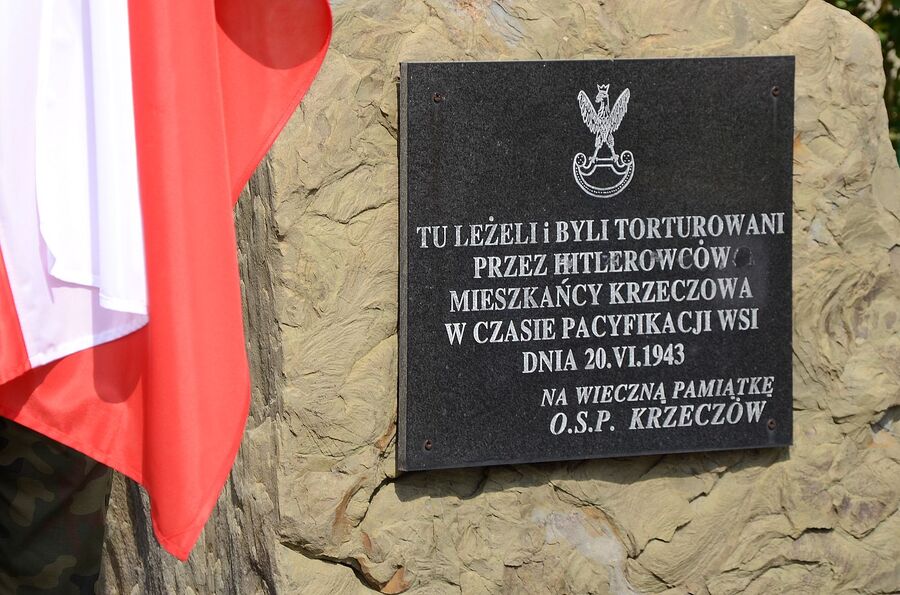 TU LEŻELI i BYLI TORTUROWANI
PRZEZ HITLEROWCÓW
MIESZKAŃCY KRZECZOWA
W CZASIE PACYFIKACJI WSI
DNIA 20.VI.1943
NA WIECZNĄ PAMIĄTKĘ
O.S.P. KRZECZÓW